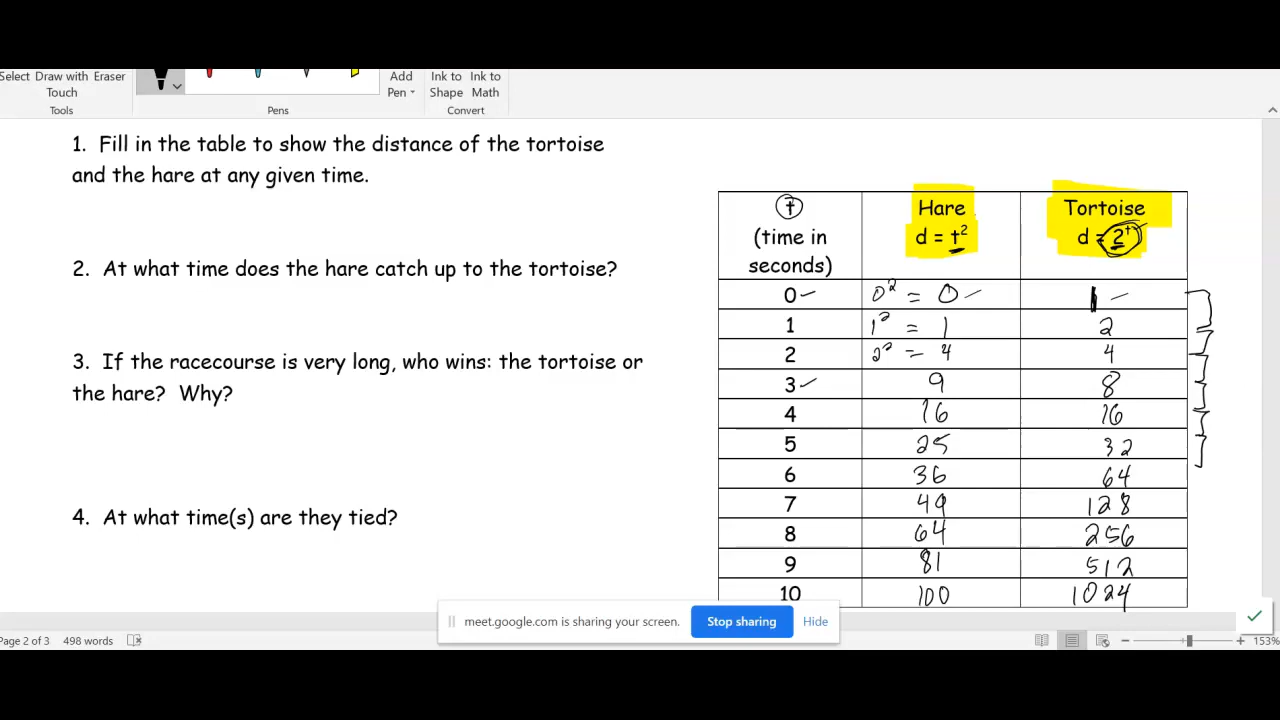 Select Draw with Eraser
Touch
Add
Pen
Ink to Ink to
Shape Math
Tools
Pens
Convert
1. Fill in the table to show the distance of the tortoise
and the hare at any given time.
2. At what time does the hare catch up to the tortoise?
3. If the racecourse is very long, who wins: the tortoise or
the hare? Why?
4. At what time(s) are they tied?
t
(time in
seconds)
Hare
d = t²
Tortoise
d = 2ᵗ
0 0² = 0 1
1 1² = 1 2
2 2² = 4 4
3 9 8
4 16 16
5 25 32
6 36 64
7 49 128
8 64 256
9 81 512
10 100 1024
meet.google.com is sharing your screen. Stop sharing Hide
Page 2 of 3 498 words
153%